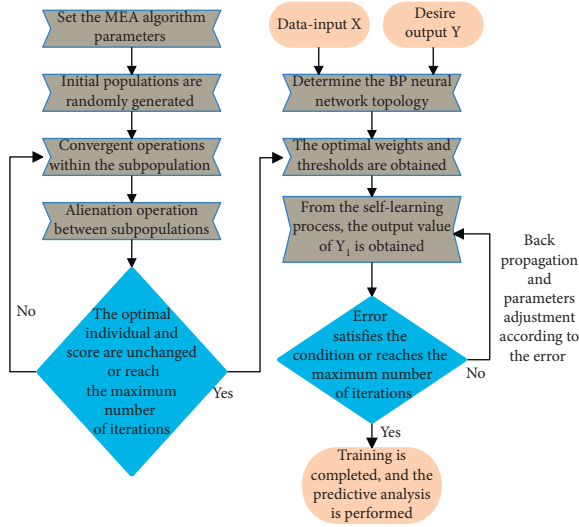 Set the MEA algorithm
parameters
Initial populations are
randomly generated
Convergent operations
within the subpopulation
Alienation operation
between subpopulations
The optimal
individual and
score are unchanged
or reach
the maximum
number
of iterations
No
Yes
Data-input X
Desire
output Y
Determine the BP neural
network topology
The optimal weights and
thresholds are obtained
From the self-learning
process, the output value
of Y₁ is obtained
Error
satisfies the
condition or reaches the
maximum number
of iterations
No
Back
propagation
and
parameters
adjustment
according to
the error
Yes
Training is
completed, and the
predictive analysis
is performed